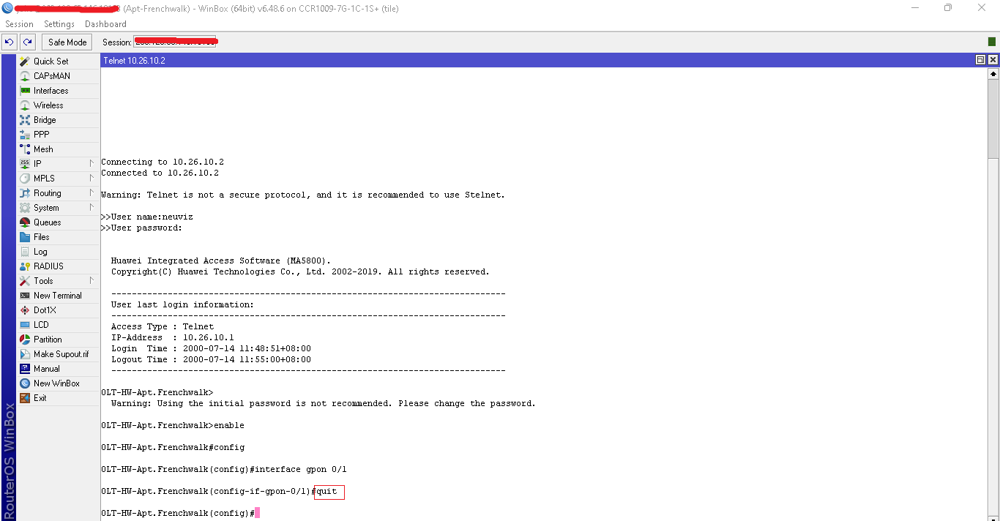 (Apt-Frenchwalk) - WinBox (64bit) v6.48.6 on CCR1009-7G-1C-1S+ (tile)
Session Settings Dashboard
Safe Mode Session:
Quick Set
CAPsMAN
Interfaces
Wireless
Bridge
PPP
Mesh
IP
MPLS
Routing
System
Queues
Files
Log
RADIUS
Tools
New Terminal
Dot1X
LCD
Partition
Make Supout.rif
Manual
New WinBox
Exit
RouterOS WinBox
Telnet 10.26.10.2
Connecting to 10.26.10.2
Connected to 10.26.10.2
Warning: Telnet is not a secure protocol, and it is recommended to use Stelnet.
>>User name:neuviz
>>User password:
Huawei Integrated Access Software (MA5800).
Copyright(C) Huawei Technologies Co., Ltd. 2002-2019. All rights reserved.
-----------------------------------------------------------------------------
User last login information:
-----------------------------------------------------------------------------
Access Type : Telnet
IP-Address  : 10.26.10.1
Login  Time : 2000-07-14 11:48:51+08:00
Logout Time : 2000-07-14 11:55:00+08:00
-----------------------------------------------------------------------------
OLT-HW-Apt.Frenchwalk>
Warning: Using the initial password is not recommended. Please change the password.
OLT-HW-Apt.Frenchwalk>enable
OLT-HW-Apt.Frenchwalk#config
OLT-HW-Apt.Frenchwalk(config)#interface gpon 0/1
OLT-HW-Apt.Frenchwalk(config-if-gpon-0/1)#quit
OLT-HW-Apt.Frenchwalk(config)#